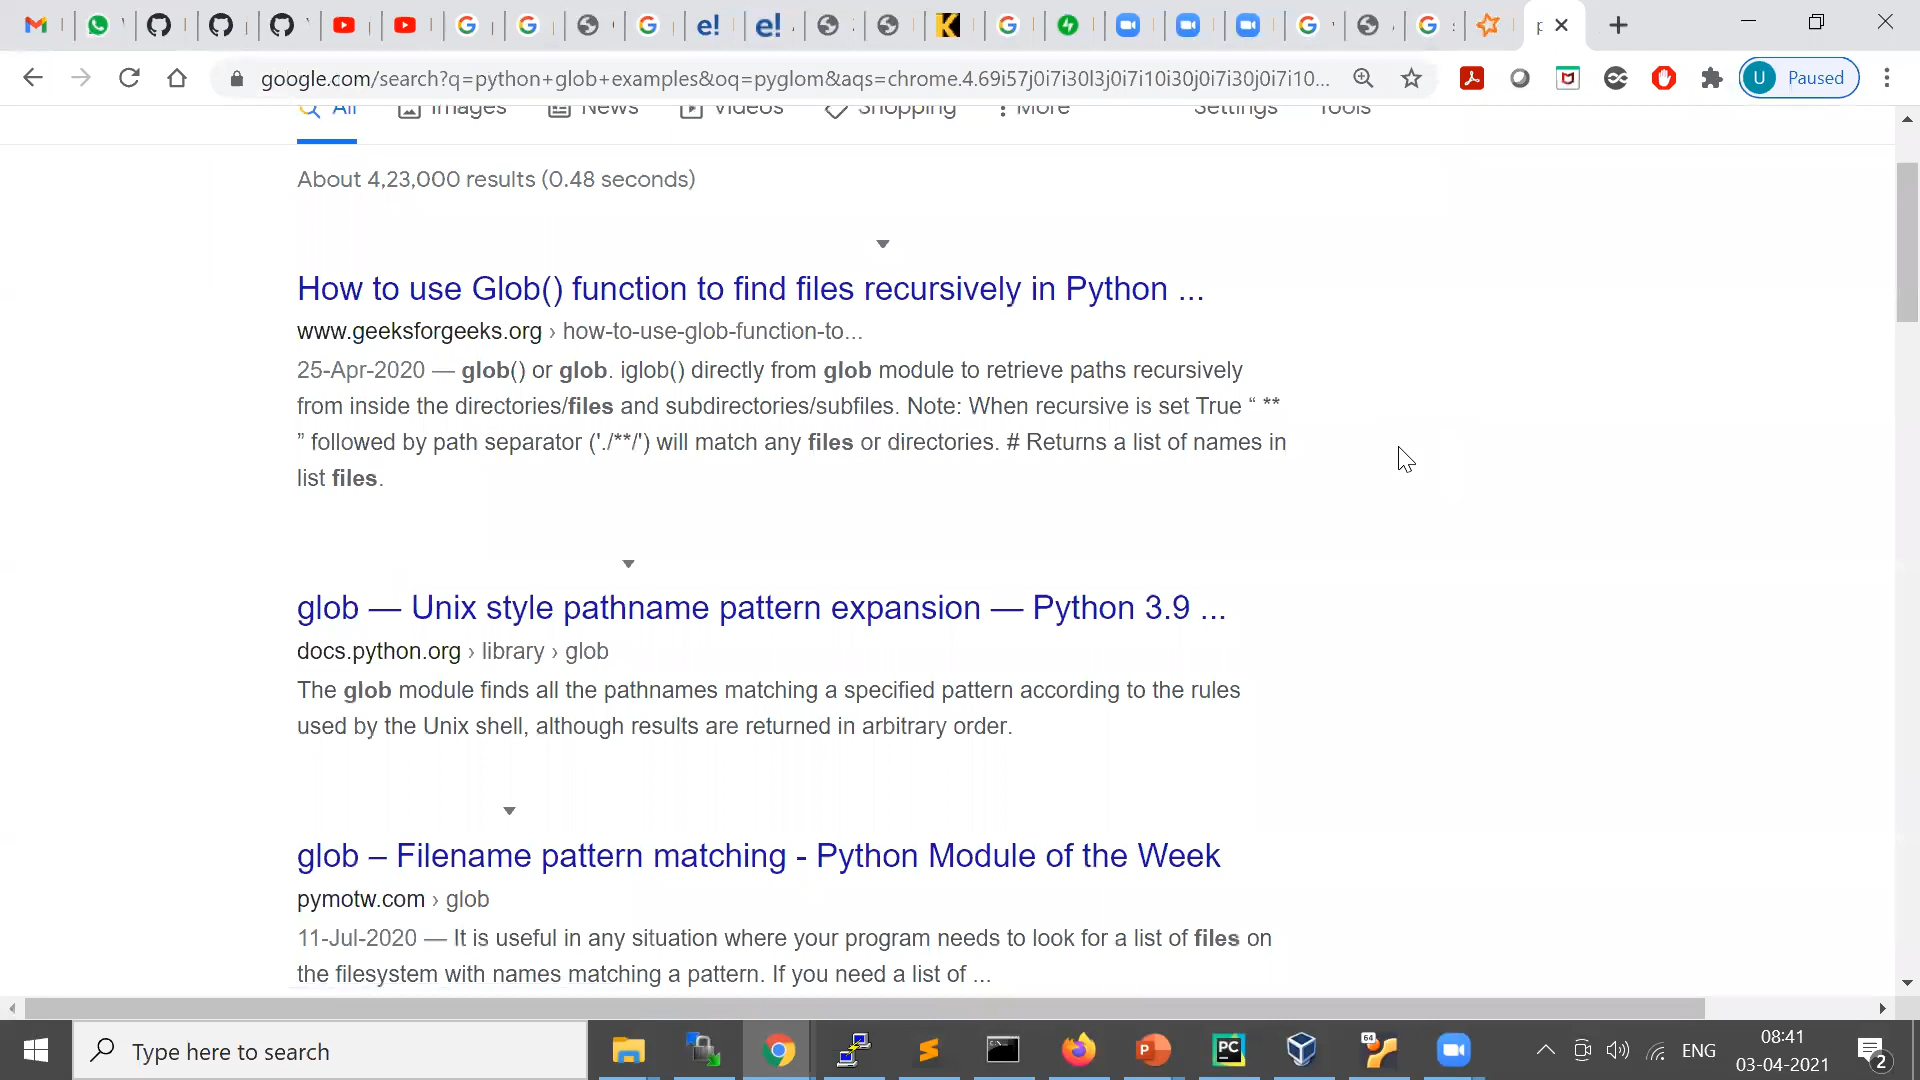 google.com/search?q=python+glob+examples&oq=pyglom&aqs=chrome.4.69i57j0i7i30l3j0i7i10i30j0i7i30j0i7i10...
U Paused
All Images News Videos Shopping More Settings Tools
About 4,23,000 results (0.48 seconds)
How to use Glob() function to find files recursively in Python ...
www.geeksforgeeks.org › how-to-use-glob-function-to...
25-Apr-2020 — glob() or glob. iglob() directly from glob module to retrieve paths recursively
from inside the directories/files and subdirectories/subfiles. Note: When recursive is set True “ **
” followed by path separator ('./**/') will match any files or directories. # Returns a list of names in
list files.
glob — Unix style pathname pattern expansion — Python 3.9 ...
docs.python.org › library › glob
The glob module finds all the pathnames matching a specified pattern according to the rules
used by the Unix shell, although results are returned in arbitrary order.
glob – Filename pattern matching - Python Module of the Week
pymotw.com › glob
11-Jul-2020 — It is useful in any situation where your program needs to look for a list of files on
the filesystem with names matching a pattern. If you need a list of ...
Type here to search
ENG
08:41
03-04-2021
2